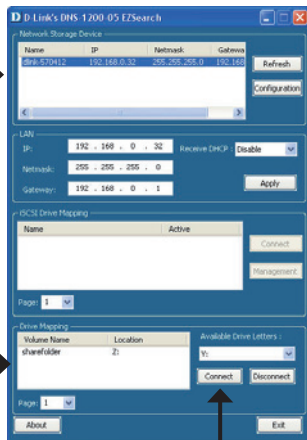 D-Link's DNS-1200-05 EZSearch
Network Storage Device
Name IP Netmask Gatewa
dlink-570412 192.168.0.32 255.255.255.0 192.168
Refresh
Configuration
LAN
IP: 192 . 168 . 0 . 32 Receive DHCP : Disable
Netmask: 255 . 255 . 255 . 0
Gateway: 192 . 168 . 0 . 1
Apply
iSCSI Drive Mapping
Name Active
Connect
Management
Page: 1
Drive Mapping
Volume Name Location Available Drive Letters :
sharefolder Z: Y:
Connect Disconnect
Page: 1
About Exit